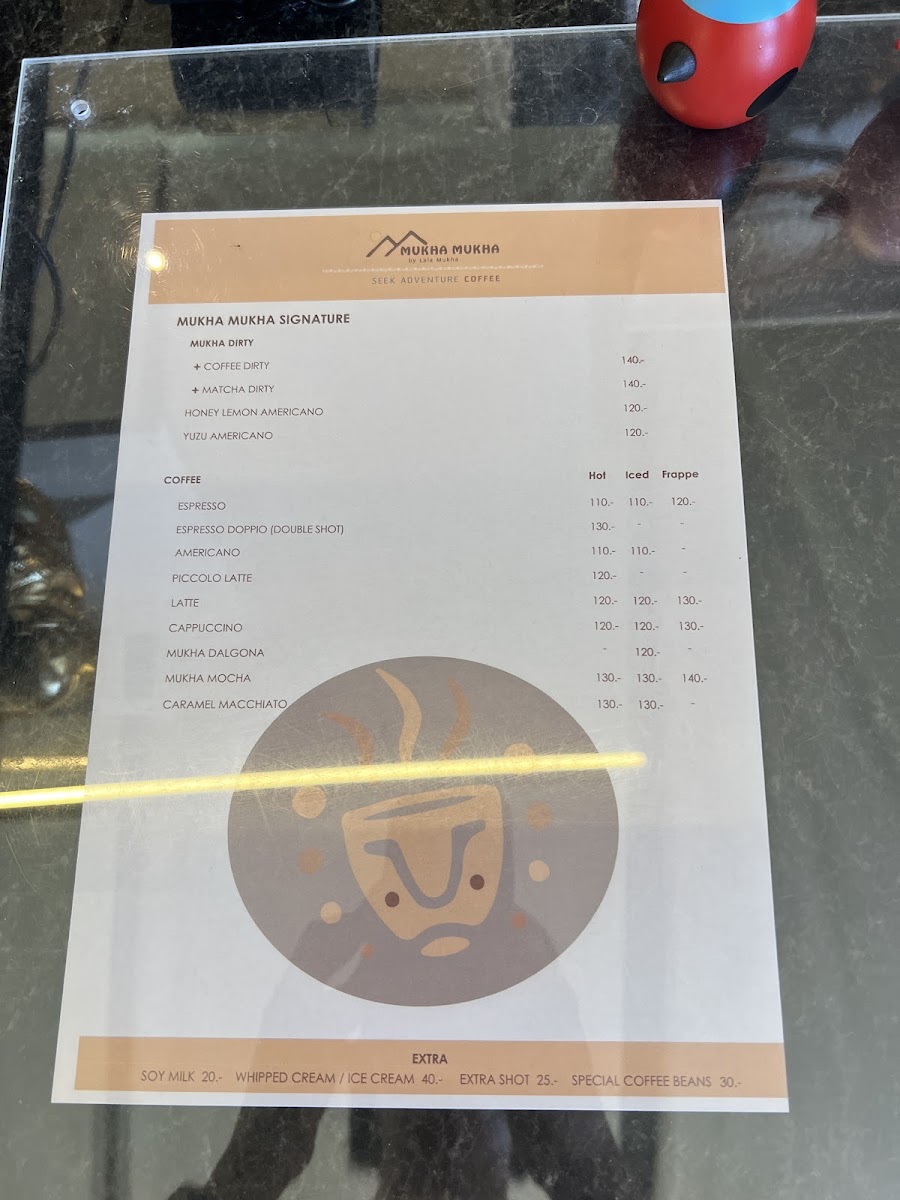 MUKHA MUKHA
by Lala Mukha
SEEK ADVENTURE COFFEE
MUKHA MUKHA SIGNATURE
MUKHA DIRTY
+ COFFEE DIRTY 140.-
+ MATCHA DIRTY 140.-
HONEY LEMON AMERICANO 120.-
YUZU AMERICANO 120.-
COFFEE Hot Iced Frappe
ESPRESSO 110.- 110.- 120.-
ESPRESSO DOPPIO (DOUBLE SHOT) 130.- - -
AMERICANO 110.- 110.- -
PICCOLO LATTE 120.- - -
LATTE 120.- 120.- 130.-
CAPPUCCINO 120.- 120.- 130.-
MUKHA DALGONA - 120.- -
MUKHA MOCHA 130.- 130.- 140.-
CARAMEL MACCHIATO 130.- 130.- -
EXTRA
SOY MILK 20.- WHIPPED CREAM / ICE CREAM 40.- EXTRA SHOT 25.- SPECIAL COFFEE BEANS 30.-